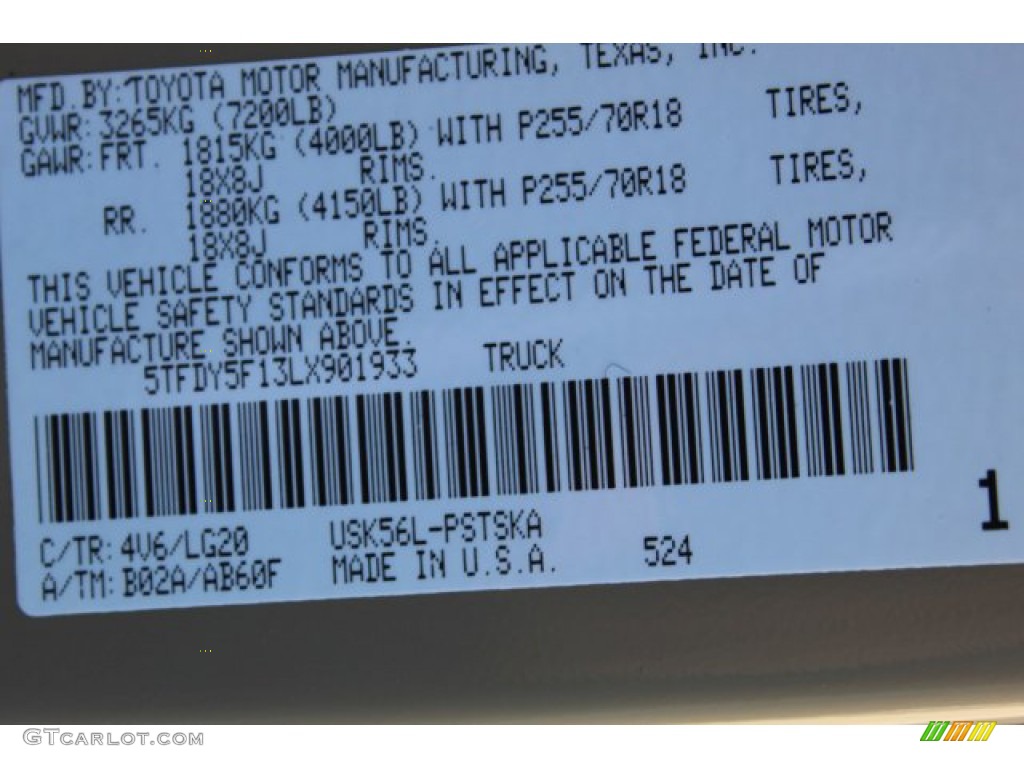 MFD.BY:TOYOTA MOTOR MANUFACTURING, TEXAS, INC.
GVWR:3265KG (7200LB)
GAWR:FRT. 1815KG (4000LB) WITH P255/70R18 TIRES,
18X8J RIMS.
RR. 1880KG (4150LB) WITH P255/70R18 TIRES,
18X8J RIMS.
THIS VEHICLE CONFORMS TO ALL APPLICABLE FEDERAL MOTOR
VEHICLE SAFETY STANDARDS IN EFFECT ON THE DATE OF
MANUFACTURE SHOWN ABOVE.
5TFDY5F13LX901933 TRUCK
C/TR:4V6/LG20 USK56L-PSTSKA
A/TM:B02A/AB60F MADE IN U.S.A. 524
1
GTCARLOT.COM